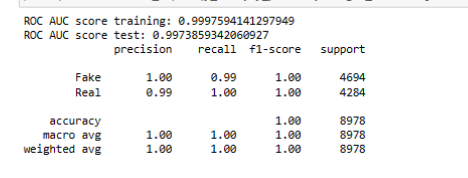 ROC AUC score training: 0.9997594141297949
ROC AUC score test: 0.9973859342060927
precision recall f1-score support
Fake 1.00 0.99 1.00 4694
Real 0.99 1.00 1.00 4284
accuracy 1.00 8978
macro avg 1.00 1.00 1.00 8978
weighted avg 1.00 1.00 1.00 8978